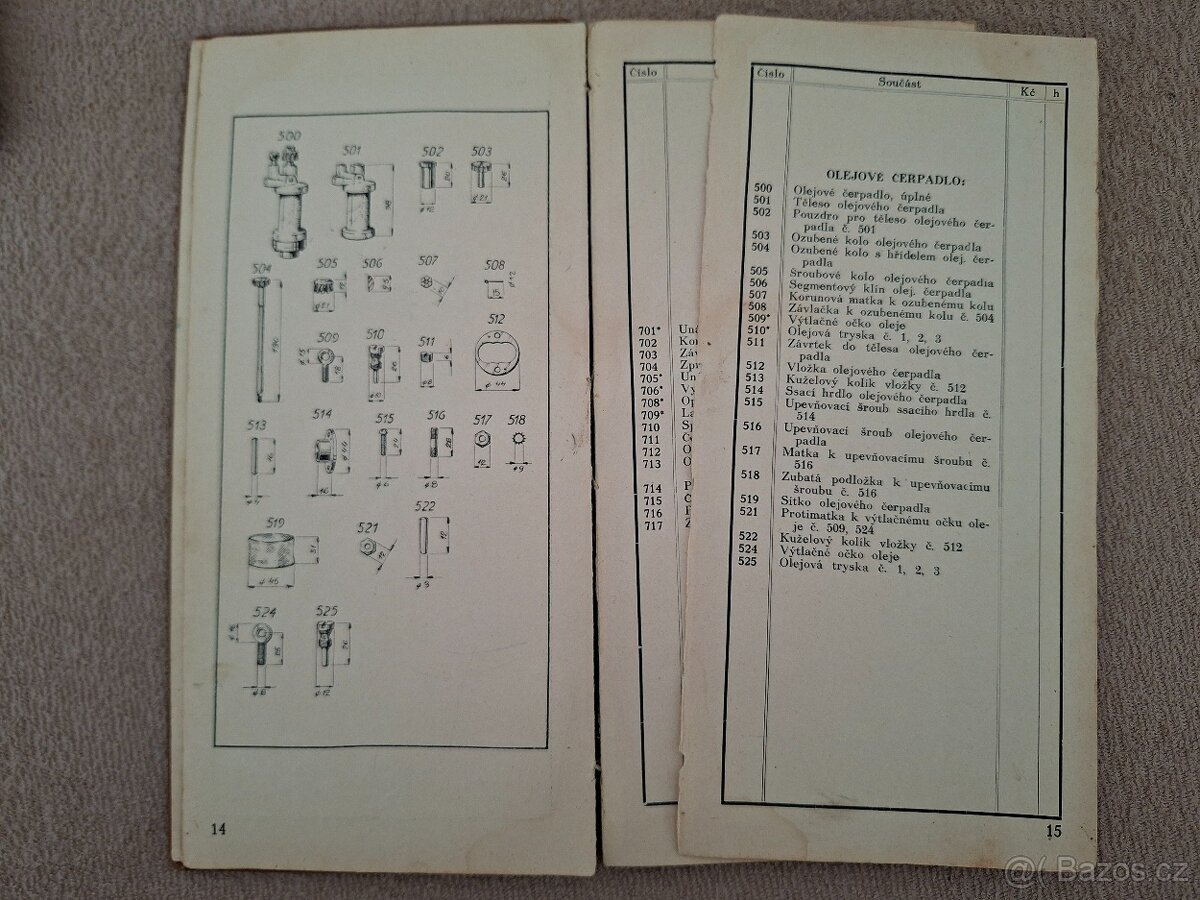 500
501
502
503
504
505
506
507
508
509
510
511
512
ø 44
513
514
515
516
517
518
519
ø 46
31
521
522
524
525
14
Číslo
701* Uná
702
703
704
705* Un
706*
708*
709* La
710
711
712
713
714
715
716
717
Číslo Součást Kč h
OLEJOVÉ ČERPADLO:
500 Olejové čerpadlo, úplné
501 Těleso olejového čerpadla
502 Pouzdro pro těleso olejového čer-
padla č. 501
503 Ozubené kolo olejového čerpadla
504 Ozubené kolo s hřídelem olej. čer-
padla
505 Šroubové kolo olejového čerpadla
506 Segmentový klín olej. čerpadla
507 Korunová matka k ozubenému kolu
508 Závlačka k ozubenému kolu č. 504
509* Výtlačné očko oleje
510* Olejová tryska č. 1, 2, 3
511 Závrtek do tělesa olejového čer-
padla
512 Vložka olejového čerpadla
513 Kuželový kolík vložky č. 512
514 Ssací hrdlo olejového čerpadla
515 Upevňovací šroub ssacího hrdla č.
514
516 Upevňovací šroub olejového čer-
padla
517 Matka k upevňovacímu šroubu č.
516
518 Zubatá podložka k upevňovacímu
šroubu č. 516
519 Sítko olejového čerpadla
521 Protimatka k výtlačnému očku ole-
je č. 509, 524
522 Kuželový kolík vložky č. 512
524 Výtlačné očko oleje
525 Olejová tryska č. 1, 2, 3
15
Bazos.cz